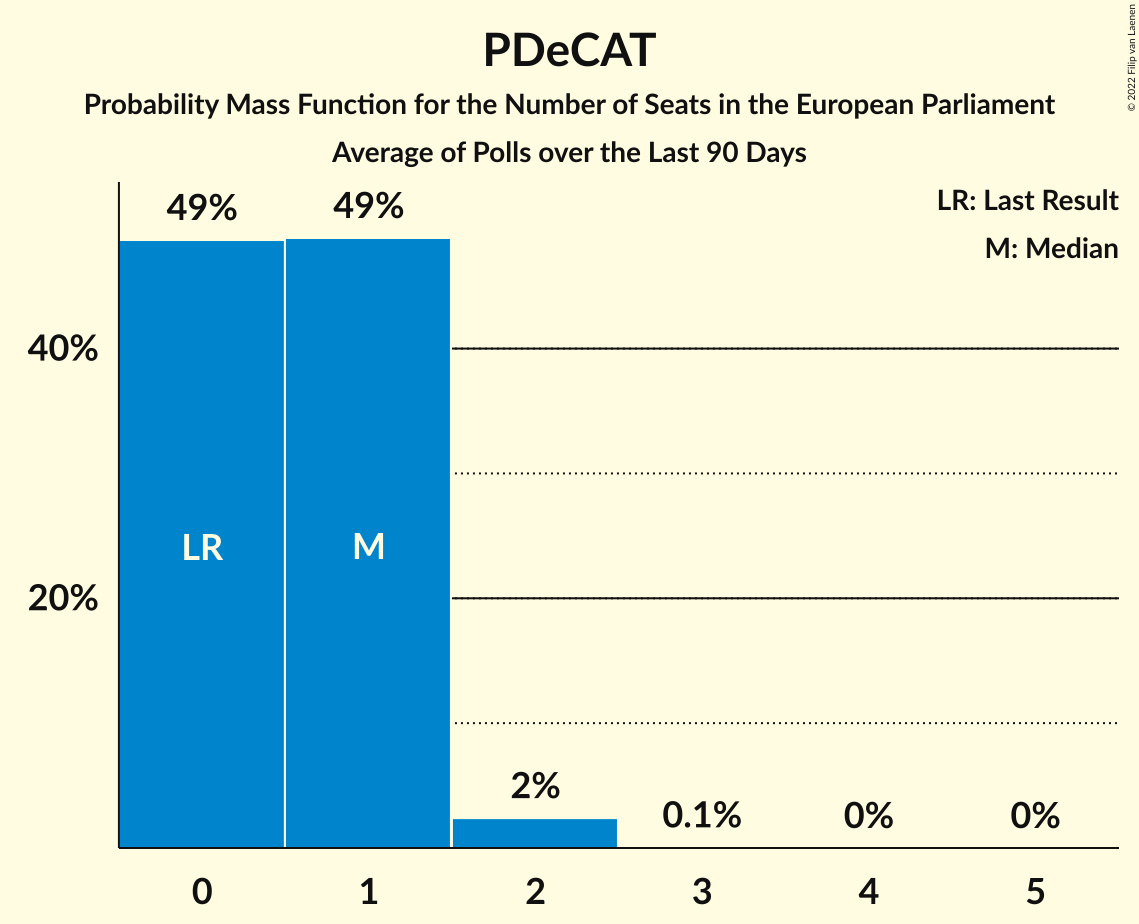 PDeCAT
Probability Mass Function for the Number of Seats in the European Parliament
Average of Polls over the Last 90 Days
© 2022 Filip van Laenen
LR: Last Result
M: Median
49%
49%
40%
LR
M
20%
2%
0.1%
0%
0%
0
1
2
3
4
5